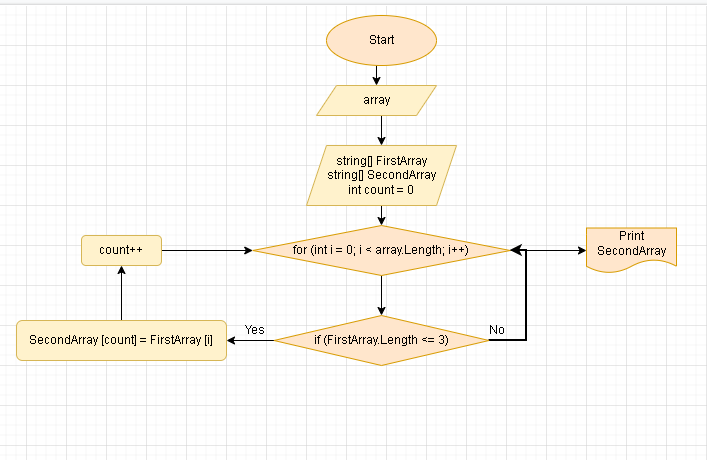 Start
array
string[] FirstArray
string[] SecondArray
int count = 0
for (int i = 0; i < array.Length; i++)
Print
SecondArray
count++
if (FirstArray.Length <= 3)
Yes
No
SecondArray [count] = FirstArray [i]